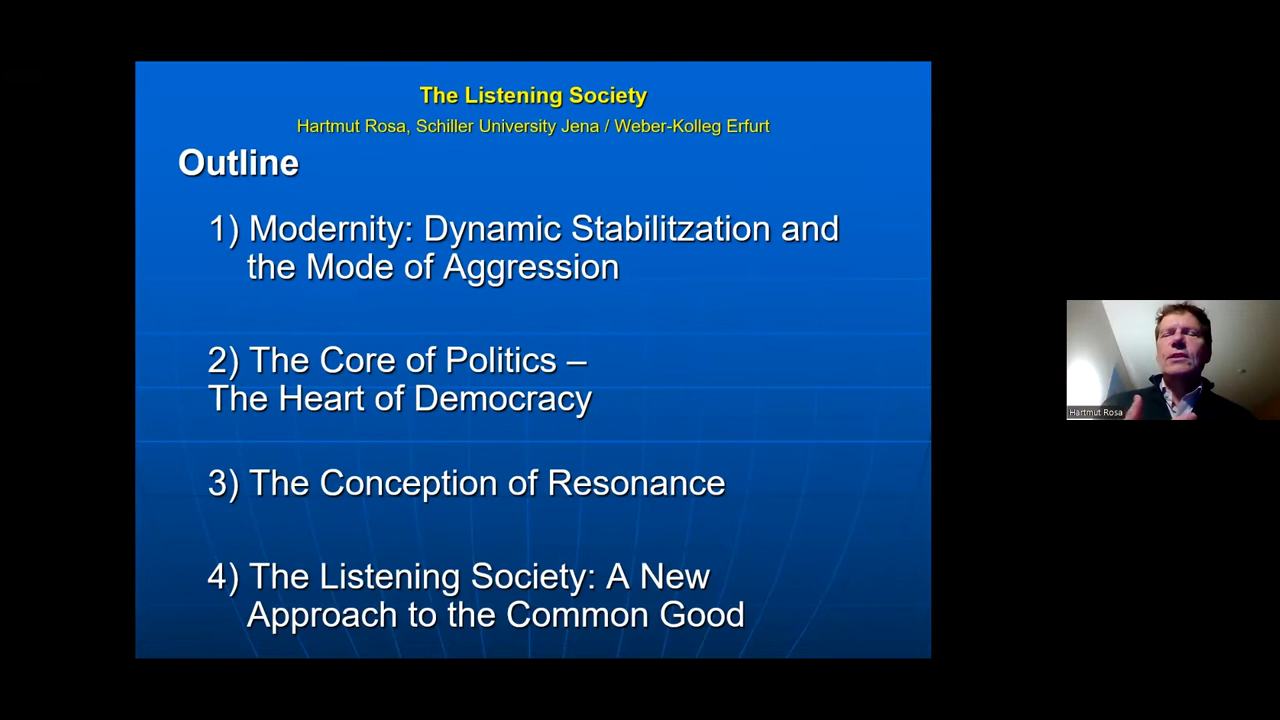 The Listening Society
Hartmut Rosa, Schiller University Jena / Weber-Kolleg Erfurt
Outline
1) Modernity: Dynamic Stabilitzation and
the Mode of Aggression
2) The Core of Politics –
The Heart of Democracy
3) The Conception of Resonance
4) The Listening Society: A New
Approach to the Common Good
Hartmut Rosa